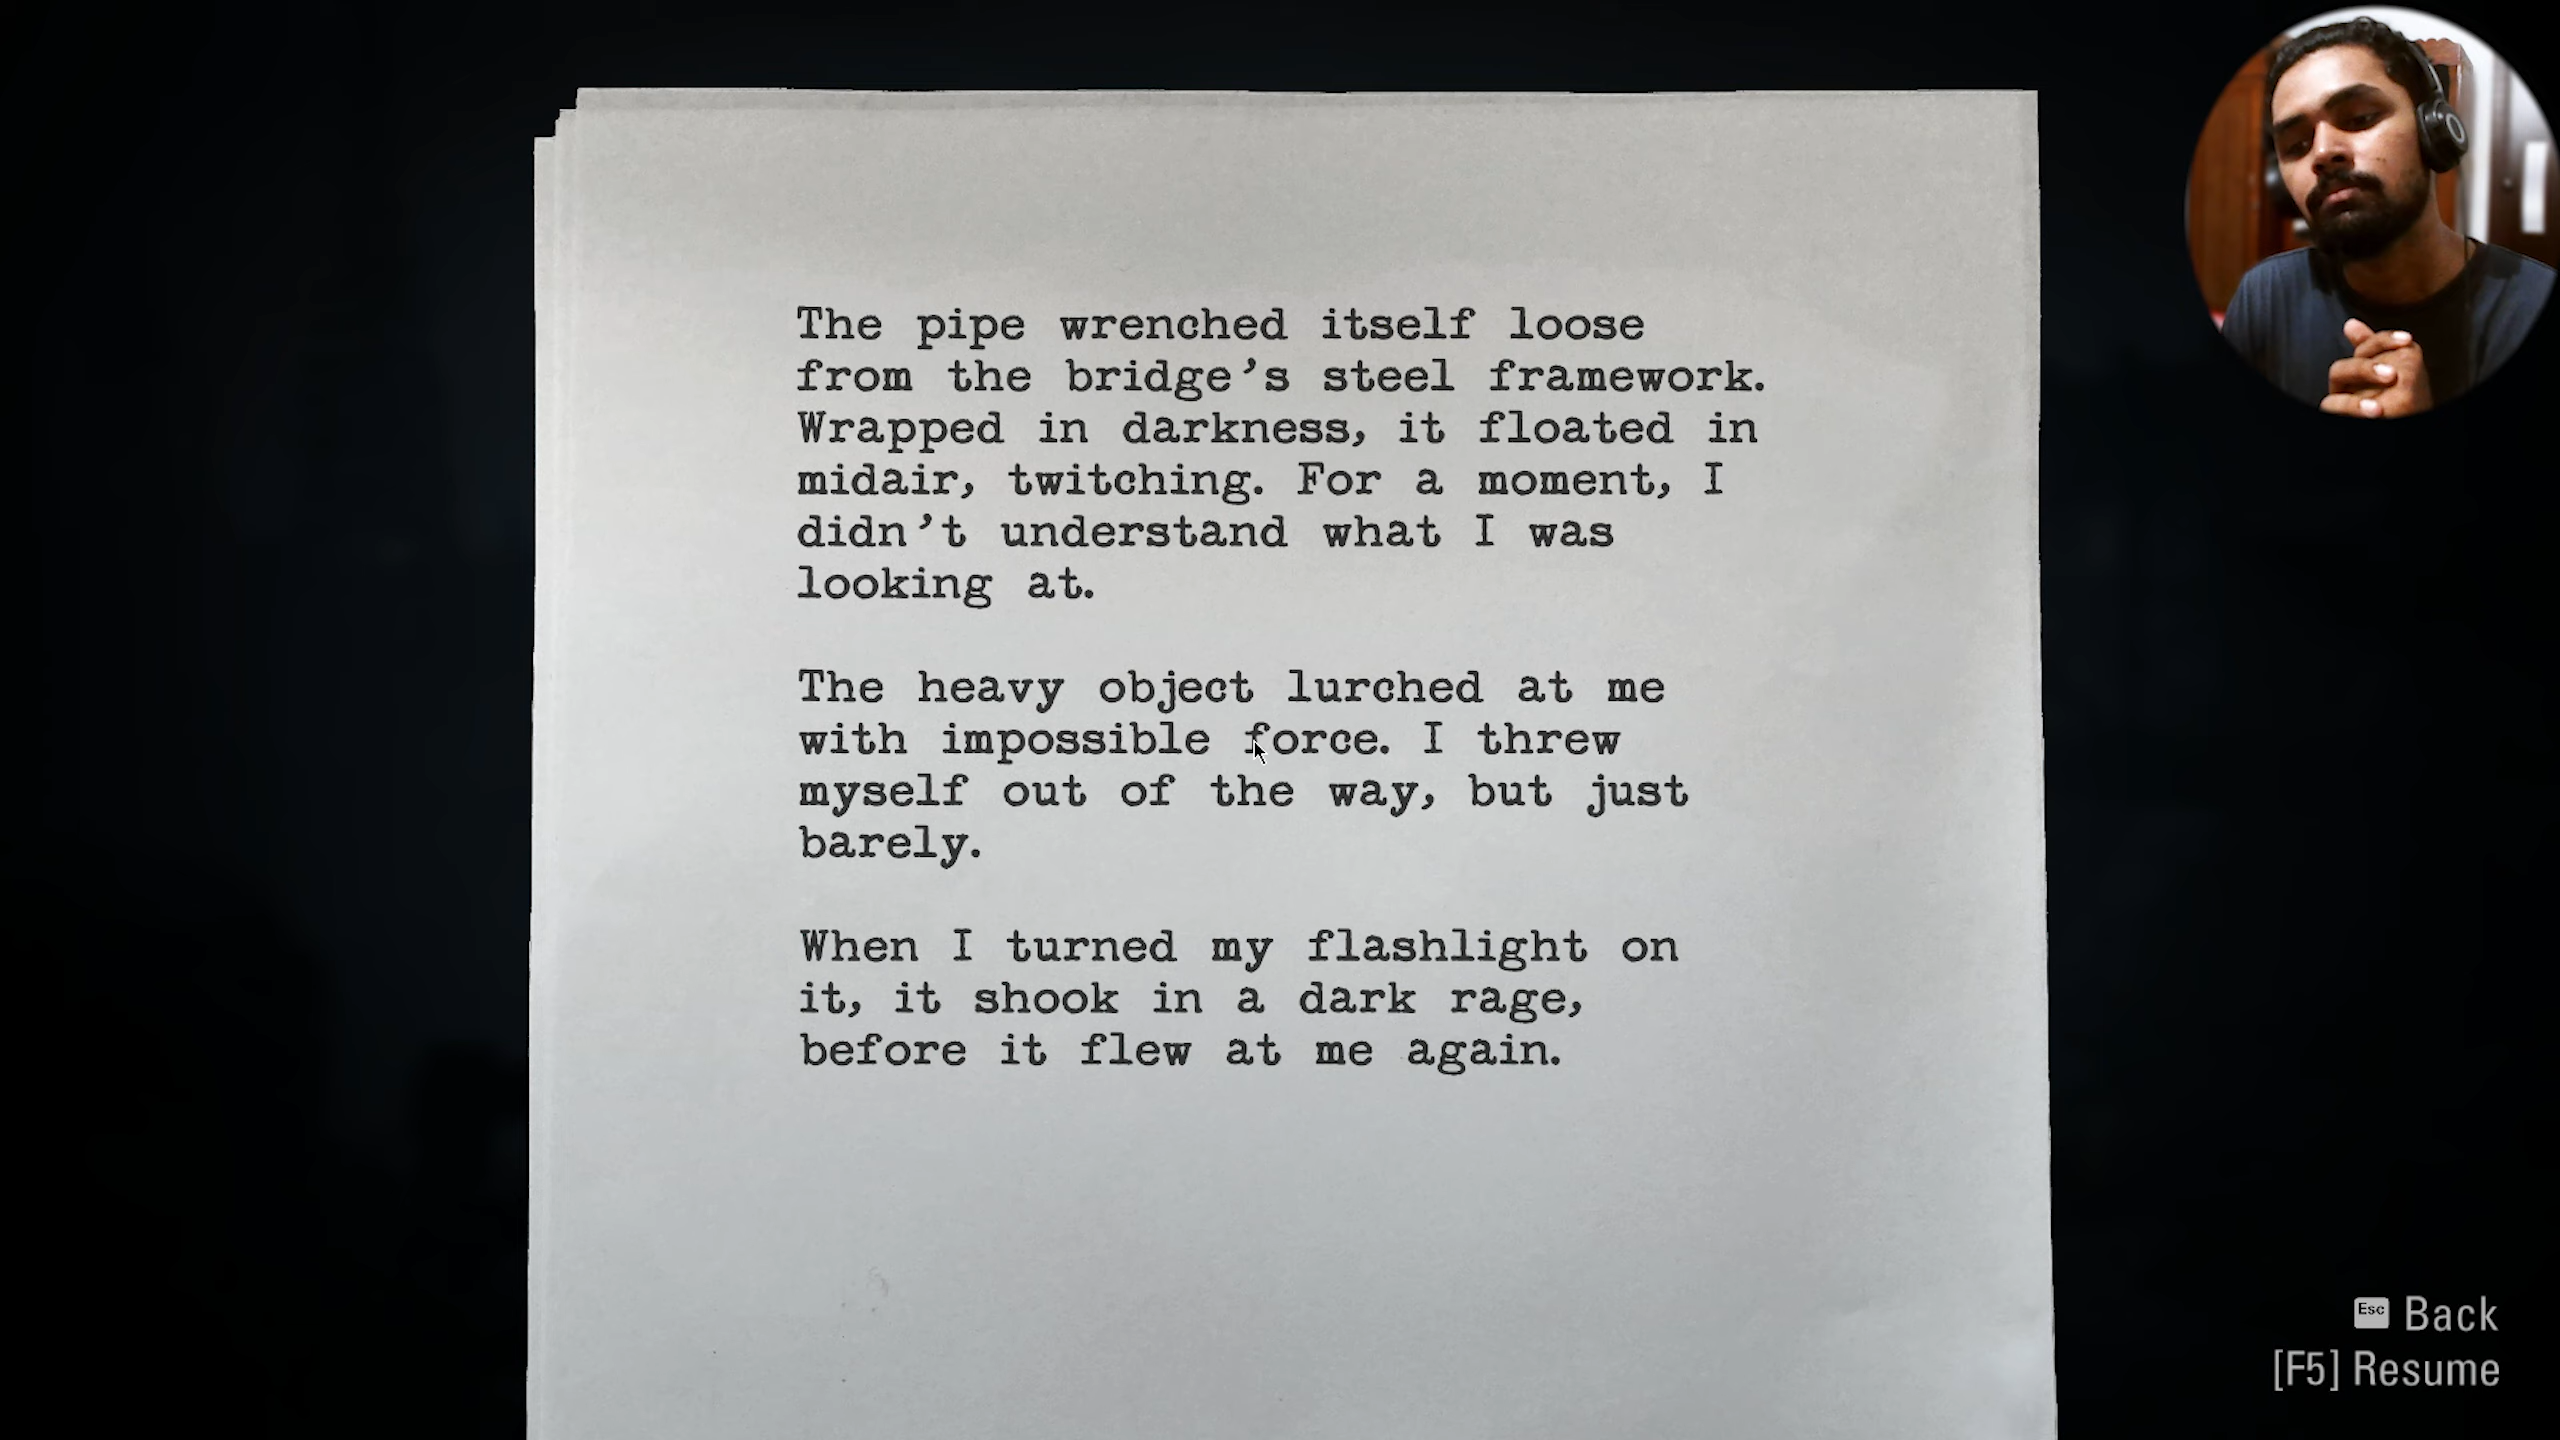 The pipe wrenched itself loose
from the bridge’s steel framework.
Wrapped in darkness, it floated in
midair, twitching. For a moment, I
didn’t understand what I was
looking at.
The heavy object lurched at me
with impossible force. I threw
myself out of the way, but just
barely.
When I turned my flashlight on
it, it shook in a dark rage,
before it flew at me again.
Esc Back
[F5] Resume